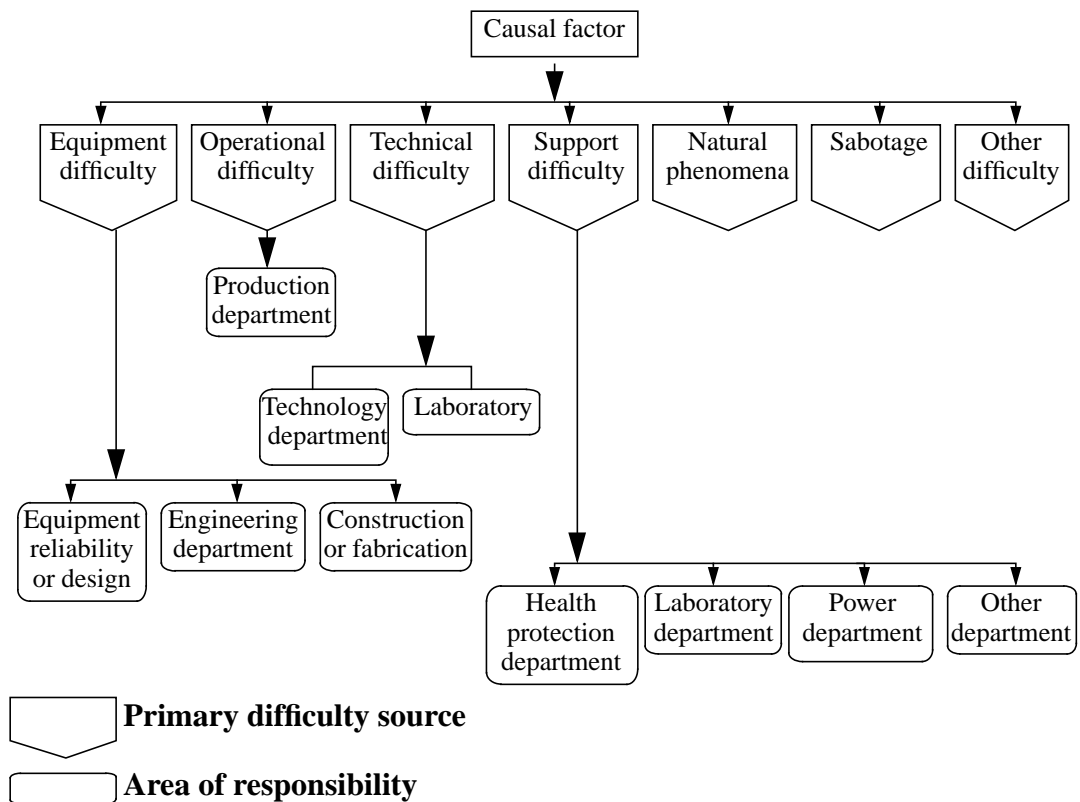 Causal factor
Equipment
difficulty
Operational
difficulty
Technical
difficulty
Support
difficulty
Natural
phenomena
Sabotage
Other
difficulty
Production
department
Technology
department
Laboratory
Equipment
reliability
or design
Engineering
department
Construction
or fabrication
Health
protection
department
Laboratory
department
Power
department
Other
department
Primary difficulty source
Area of responsibility